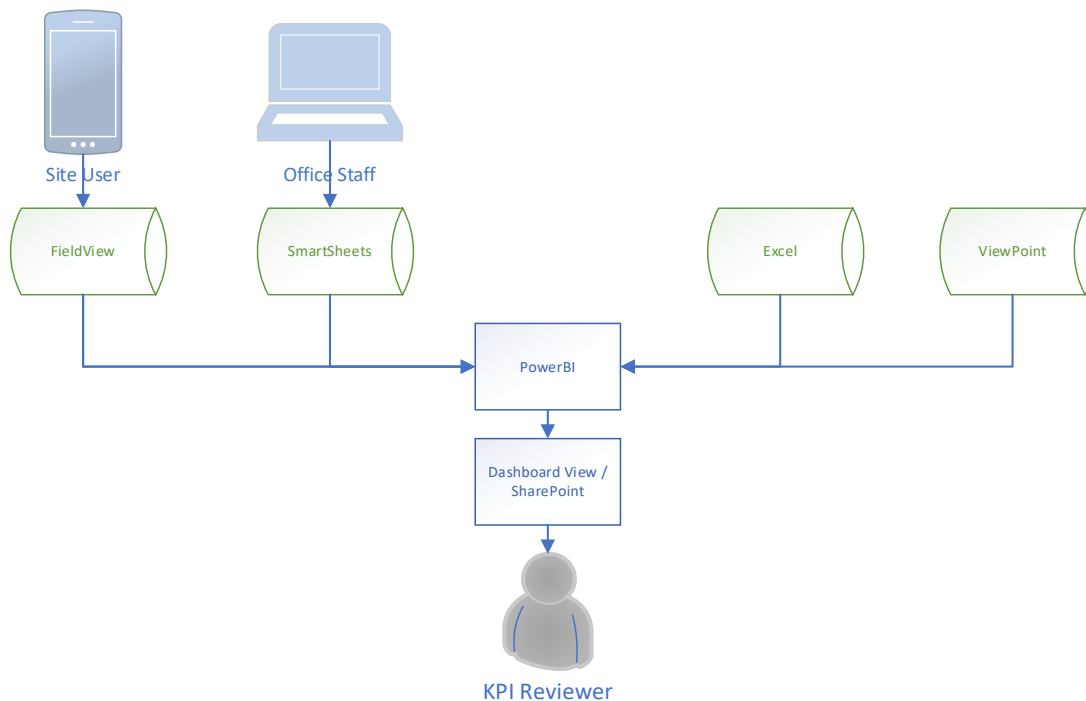 Site User
Office Staff
FieldView
SmartSheets
Excel
ViewPoint
PowerBI
Dashboard View /
SharePoint
KPI Reviewer